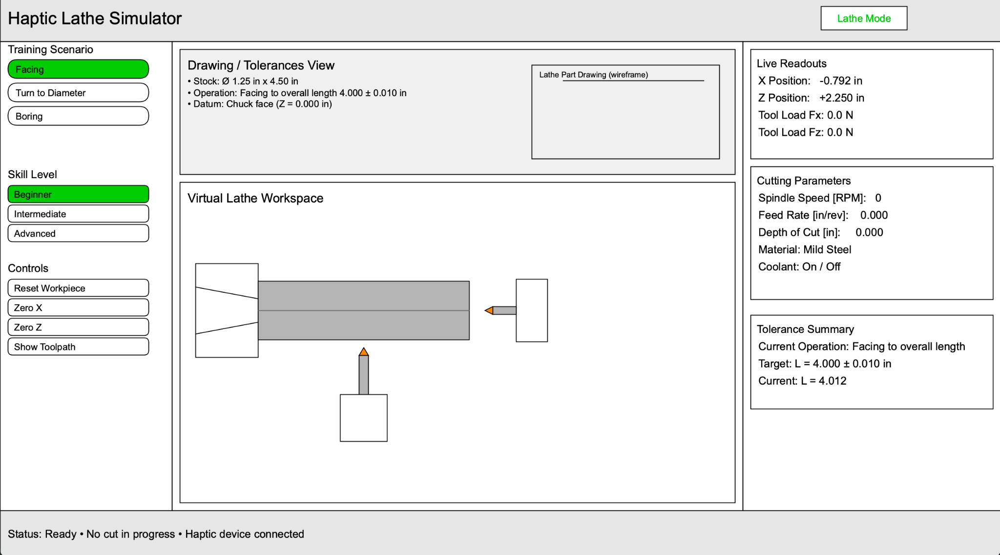 Haptic Lathe Simulator
Lathe Mode
Training Scenario
Facing
Turn to Diameter
Boring
Skill Level
Beginner
Intermediate
Advanced
Controls
Reset Workpiece
Zero X
Zero Z
Show Toolpath
Drawing / Tolerances View
• Stock: Ø 1.25 in x 4.50 in
• Operation: Facing to overall length 4.000 ± 0.010 in
• Datum: Chuck face (Z = 0.000 in)
Lathe Part Drawing (wireframe)
Virtual Lathe Workspace
Live Readouts
X Position: -0.792 in
Z Position: +2.250 in
Tool Load Fx: 0.0 N
Tool Load Fz: 0.0 N
Cutting Parameters
Spindle Speed [RPM]: 0
Feed Rate [in/rev]: 0.000
Depth of Cut [in]: 0.000
Material: Mild Steel
Coolant: On / Off
Tolerance Summary
Current Operation: Facing to overall length
Target: L = 4.000 ± 0.010 in
Current: L = 4.012
Status: Ready • No cut in progress • Haptic device connected